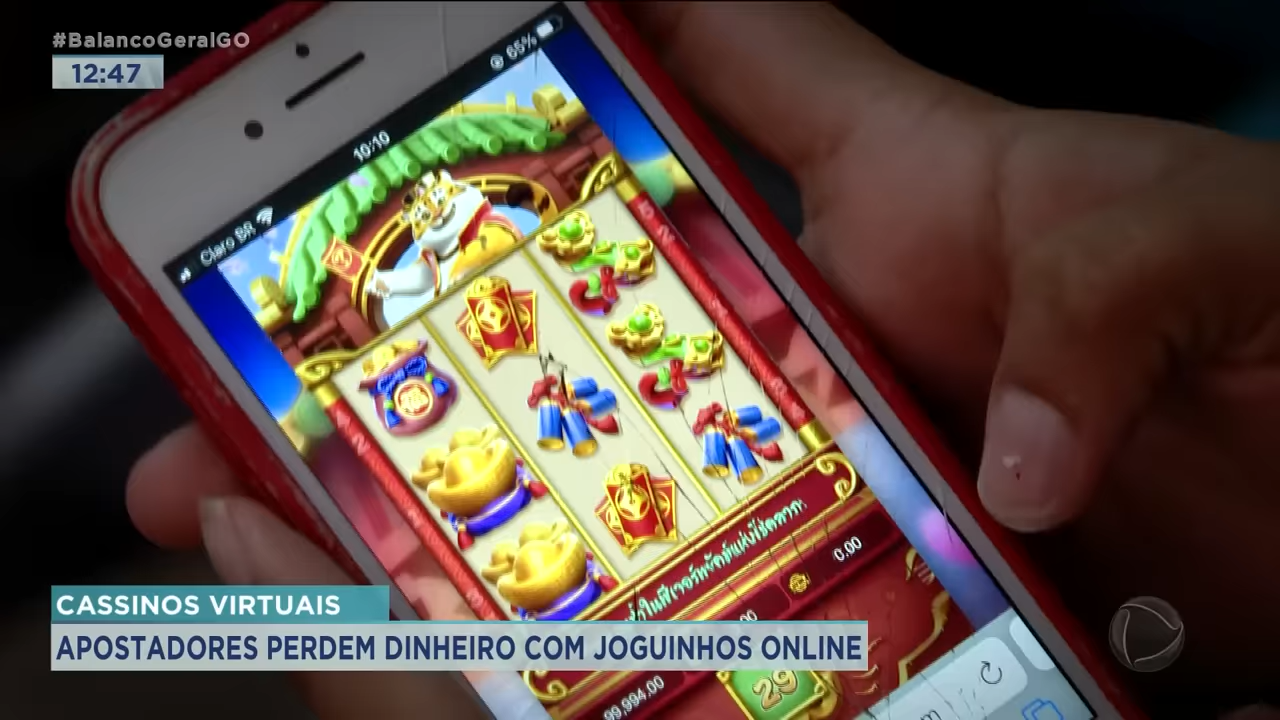 #BalancoGeralGO
12:47
65%
10:10
Claro BR
0.00
99,994.00
29
CASSINOS VIRTUAIS
APOSTADORES PERDEM DINHEIRO COM JOGUINHOS ONLINE